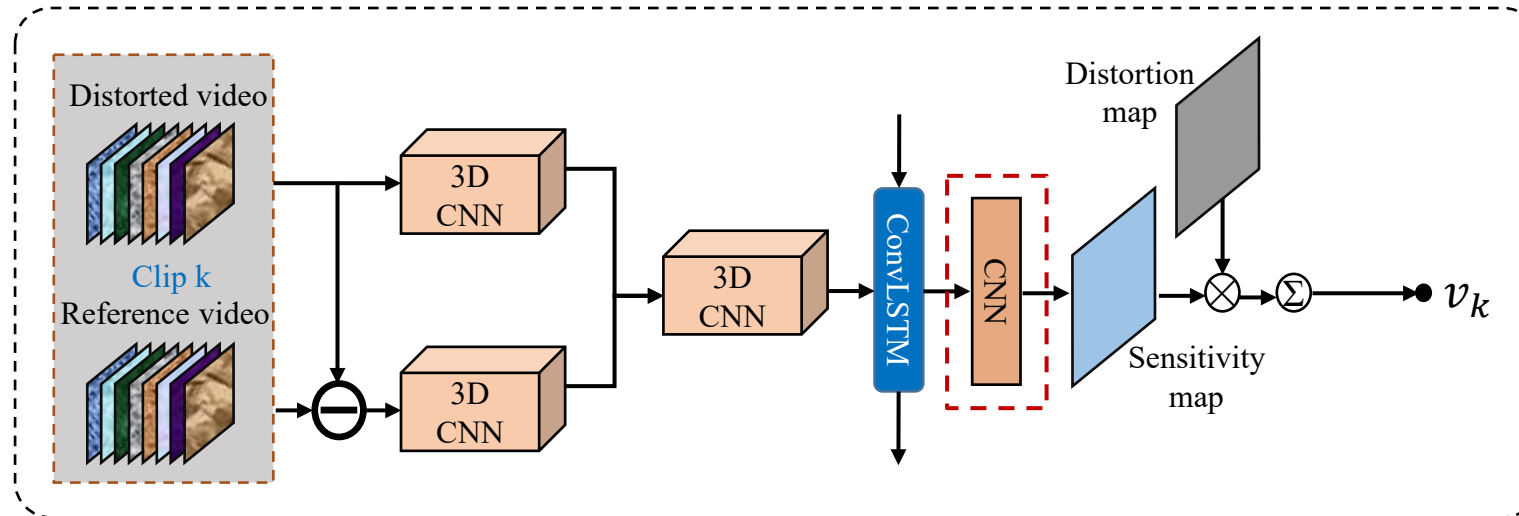 Distorted video
Clip k
Reference video
3D
CNN
3D
CNN
3D
CNN
ConvLSTM
CNN
Distortion
map
Sensitivity
map
Σ
v_k